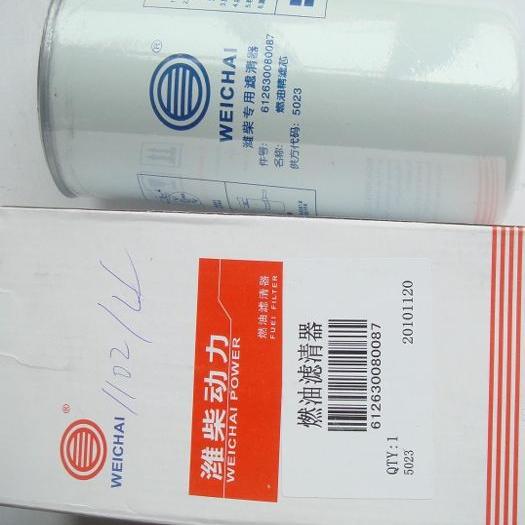 WEICHAI
®
潍柴专用滤清器
件号: 612630080087
名称: 燃油精滤芯
供方代码: 5023
WEICHAI
®
1102/
潍柴动力
WEICHAI POWER
燃油滤清器
FUEI FILTER
燃油滤清器
612630080087
20101120
QTY:1
5023